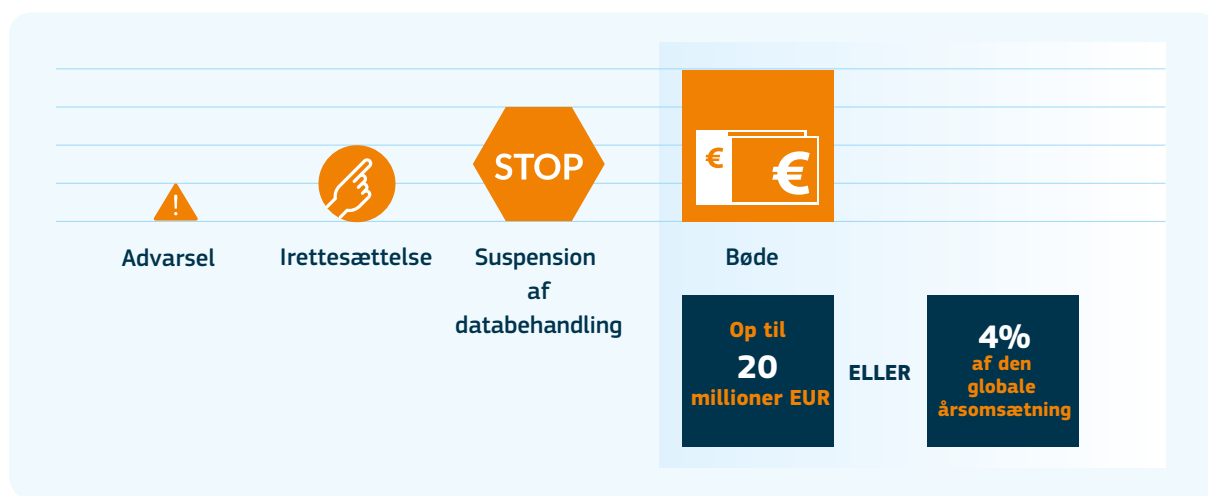 !
STOP
€
€
Advarsel
Irettesættelse
Suspension
af
databehandling
Bøde
Op til
20
millioner EUR
ELLER
4%
af den
globale
årsomsætning